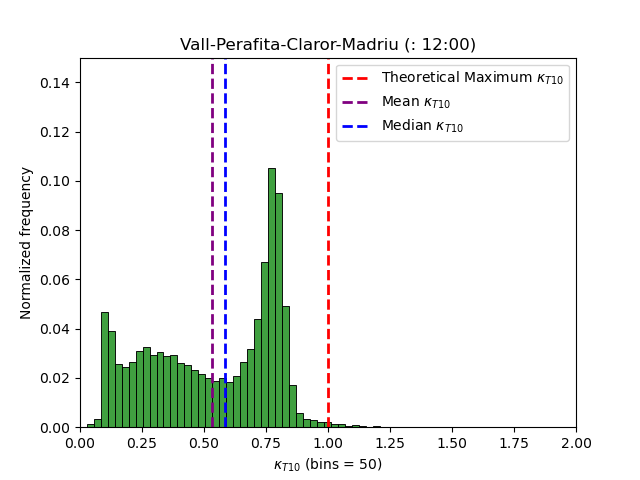 Vall-Perafita-Claror-Madriu (: 12:00)
Theoretical Maximum κT10
Mean κT10
Median κT10
Normalized frequency
0.14
0.12
0.10
0.08
0.06
0.04
0.02
0.00
0.00 0.25 0.50 0.75 1.00 1.25 1.50 1.75 2.00
κT10 (bins = 50)